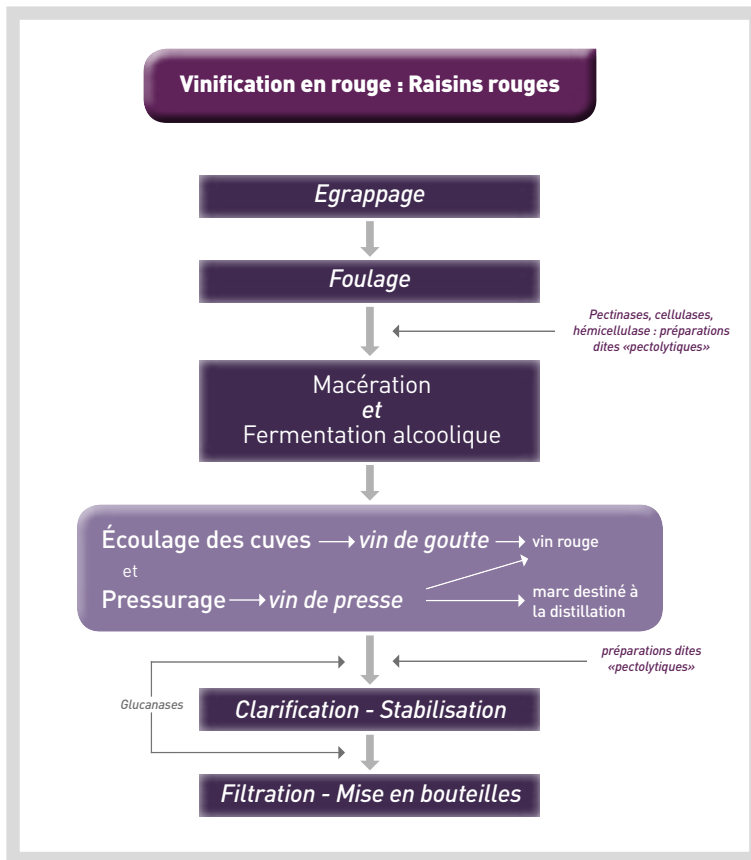 Vinification en rouge : Raisins rouges
Egrappage
Foulage
Pectinases, cellulases,
hémicellulase : préparations
dites «pectolytiques»
Macération
et
Fermentation alcoolique
Écoulage des cuves vin de goutte vin rouge
et
Pressurage vin de presse marc destiné à
la distillation
préparations dites
«pectolytiques»
Glucanases
Clarification - Stabilisation
Filtration - Mise en bouteilles